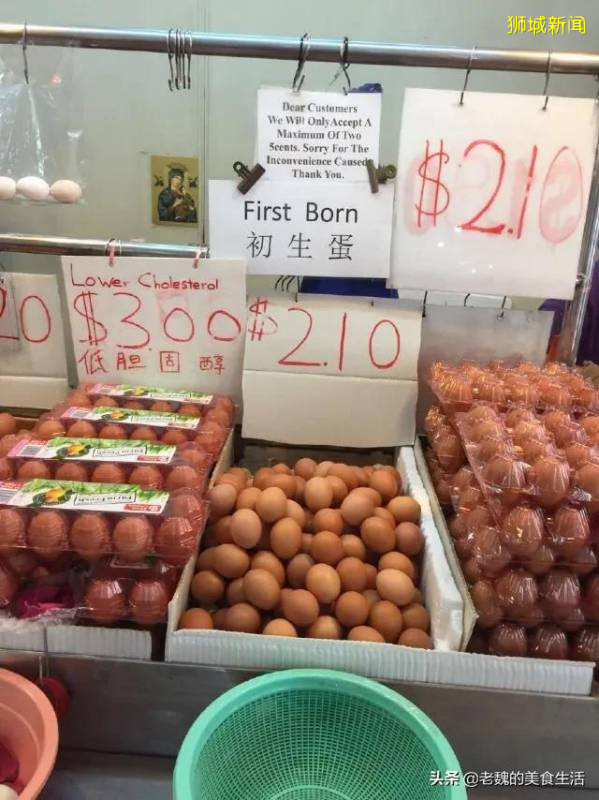 狮城新闻
Dear Customers
We Will OnlyAccept A
Maximum Of Two
Scents. Sorry For The
Inconvenience Caused
Thank You.
First Born
初生蛋
$2.10
Lower Cholesterol
$3.00
低胆固醇
$2.10
20
头条 @老魏的美食生活